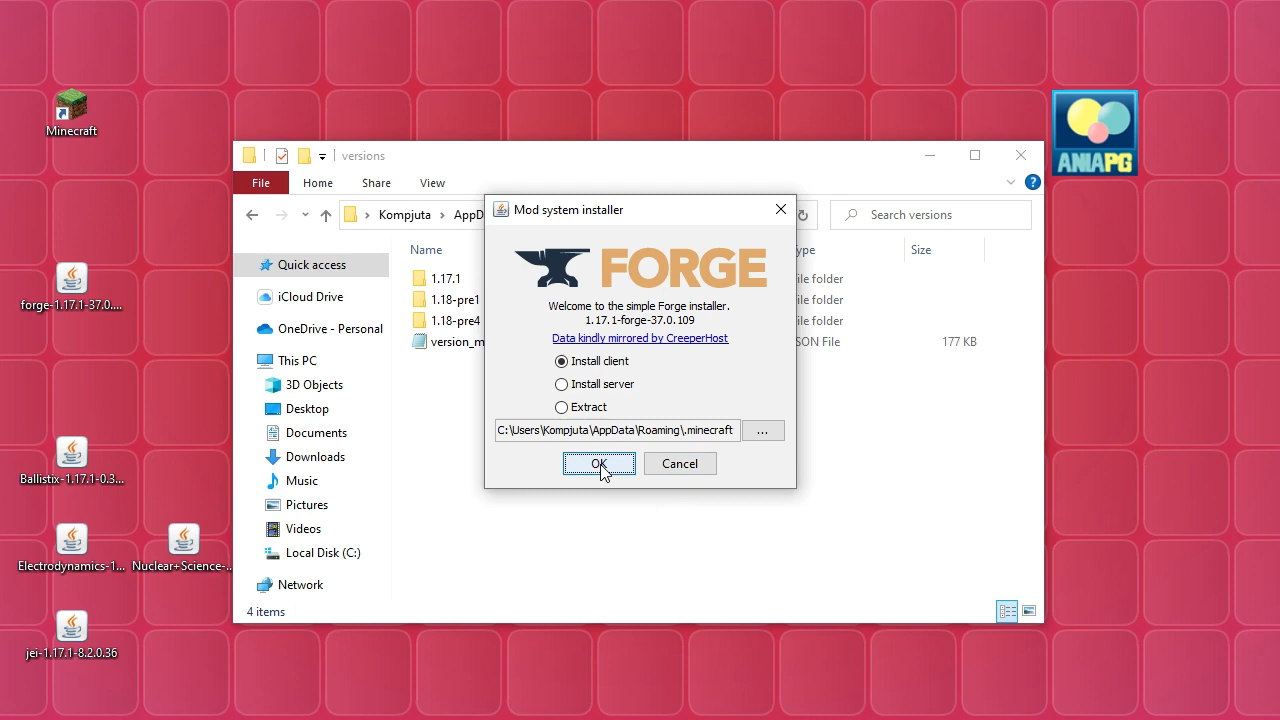 Minecraft
forge-1.17.1-37.0....
Ballistix-1.17.1-0.3...
Electrodynamics-1...
Nuclear+Science-...
jei-1.17.1-8.2.0.36
ANIAPG
versions
File
Home
Share
View
Kompjuta
AppD
Search versions
Quick access
iCloud Drive
OneDrive - Personal
This PC
3D Objects
Desktop
Documents
Downloads
Music
Pictures
Videos
Local Disk (C:)
Network
Name
Size
1.17.1
ile folder
1.18-pre1
ile folder
1.18-pre4
ile folder
version_m
SON File
177 KB
4 items
Mod system installer
FORGE
Welcome to the simple Forge installer.
1.17.1-forge-37.0.109
Data kindly mirrored by CreeperHost
Install client
Install server
Extract
C:\Users\Kompjuta\AppData\Roaming\.minecraft
...
OK
Cancel